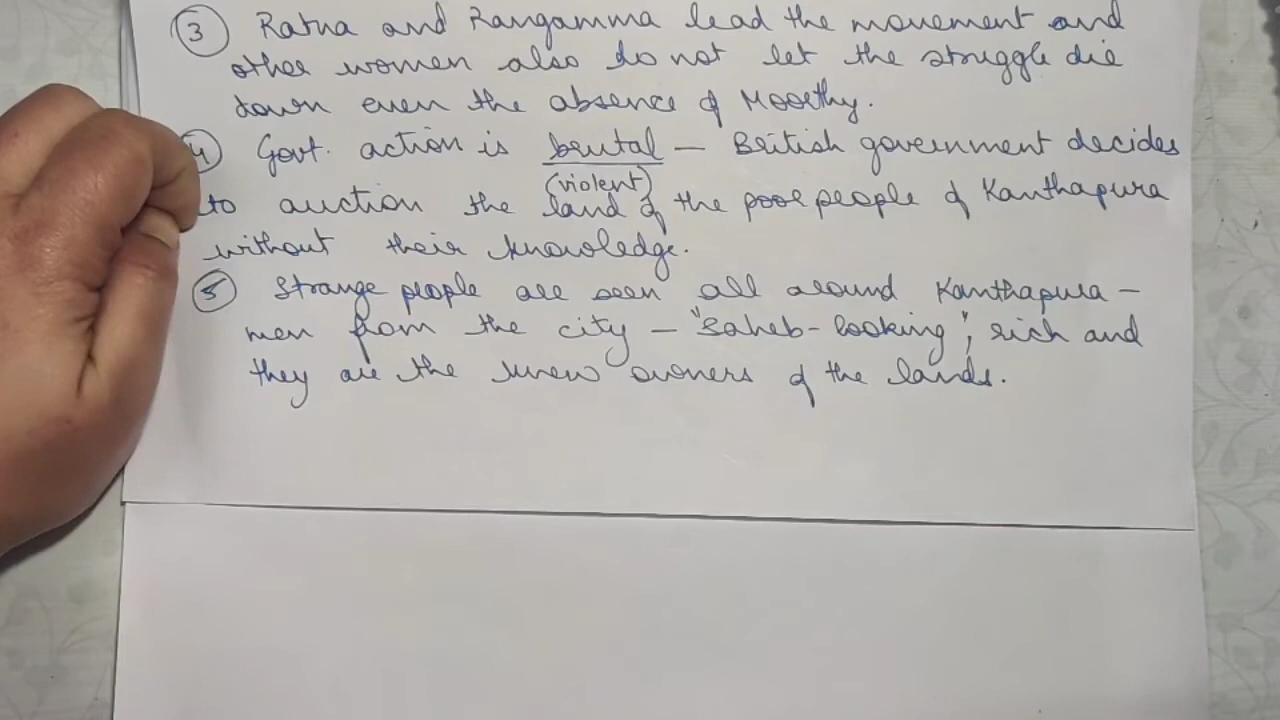 ③ Ratna and Rangamma lead the movement and
other women also do not let the struggle die
down even the absence of Moorthy.
④ Govt. action is brutal – British government decides
(violent)
to auction the land of the poor people of Kanthapura
without their knowledge.
⑤ Strange people are seen all around Kanthapura –
men from the city – "Saheb-looking", rich and
they are the new owners of the lands.